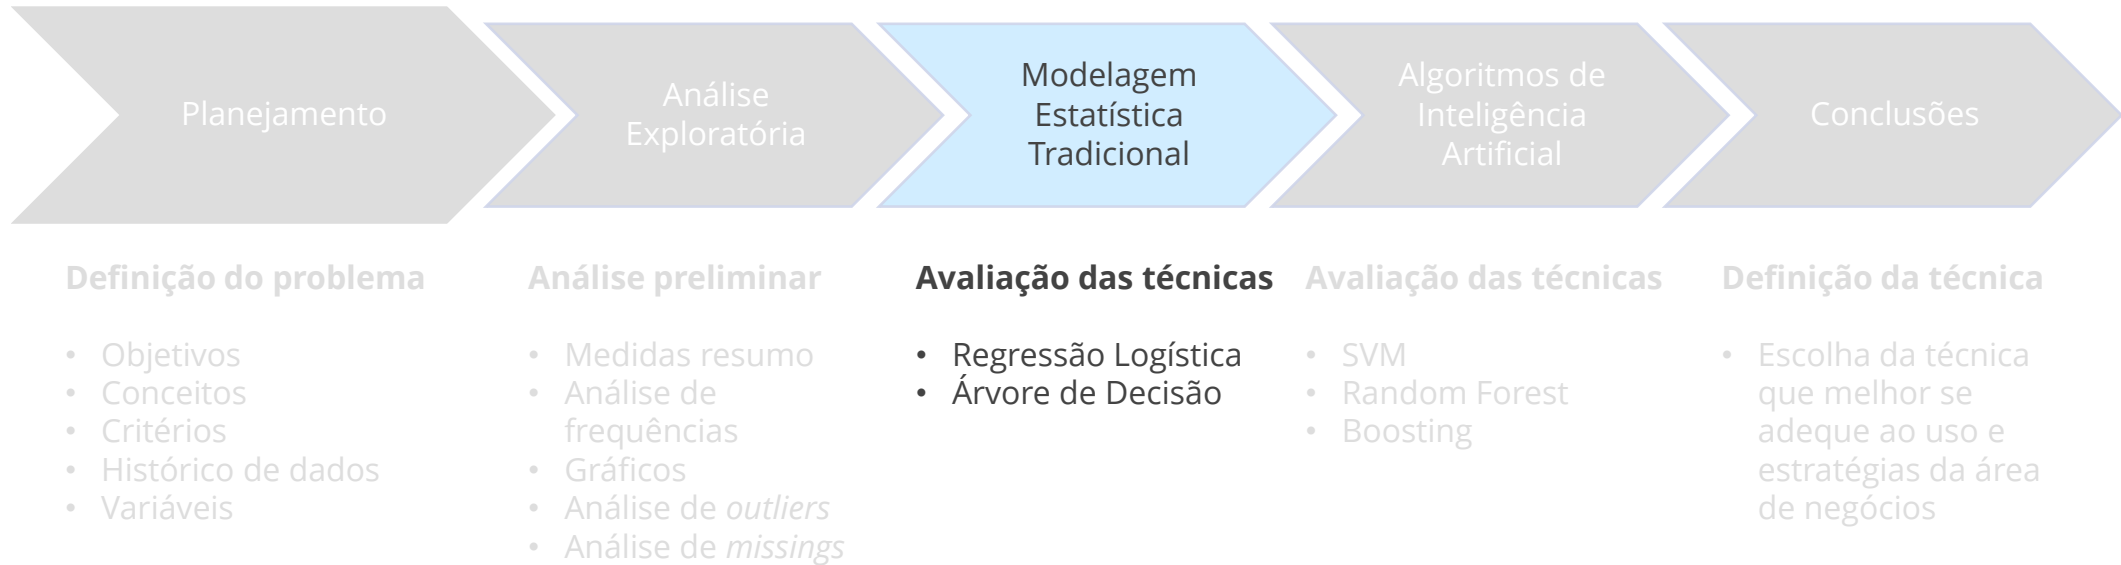 Planejamento
Análise
Exploratória
Modelagem
Estatística
Tradicional
Algoritmos de
Inteligência
Artificial
Conclusões
Definição do problema
• Objetivos
• Conceitos
• Critérios
• Histórico de dados
• Variáveis
Análise preliminar
• Medidas resumo
• Análise de
frequências
• Gráficos
• Análise de outliers
• Análise de missings
Avaliação das técnicas
• Regressão Logística
• Árvore de Decisão
Avaliação das técnicas
• SVM
• Random Forest
• Boosting
Definição da técnica
• Escolha da técnica
que melhor se
adeque ao uso e
estratégias da área
de negócios